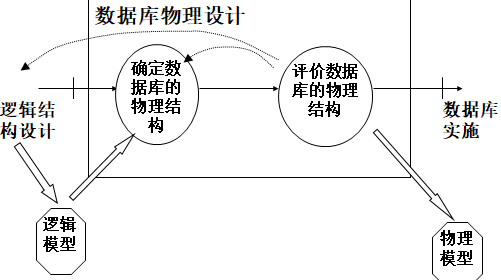 数据库物理设计
确定数
据库的
物理结
构
评价数据
库的物理
结构
逻辑结
构设计
数据库
实施
逻辑
模型
物理
模型